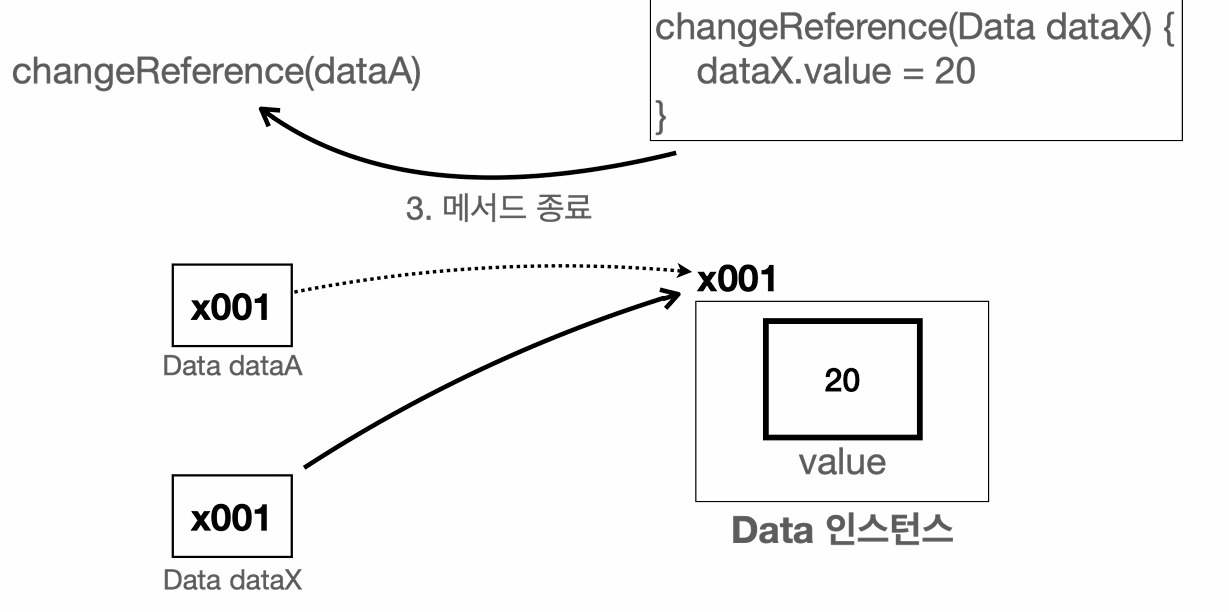 changeReference(dataA)
changeReference(Data dataX) {
dataX.value = 20
}
3. 메서드 종료
x001
Data dataA
x001
20
value
Data 인스턴스
x001
Data dataX